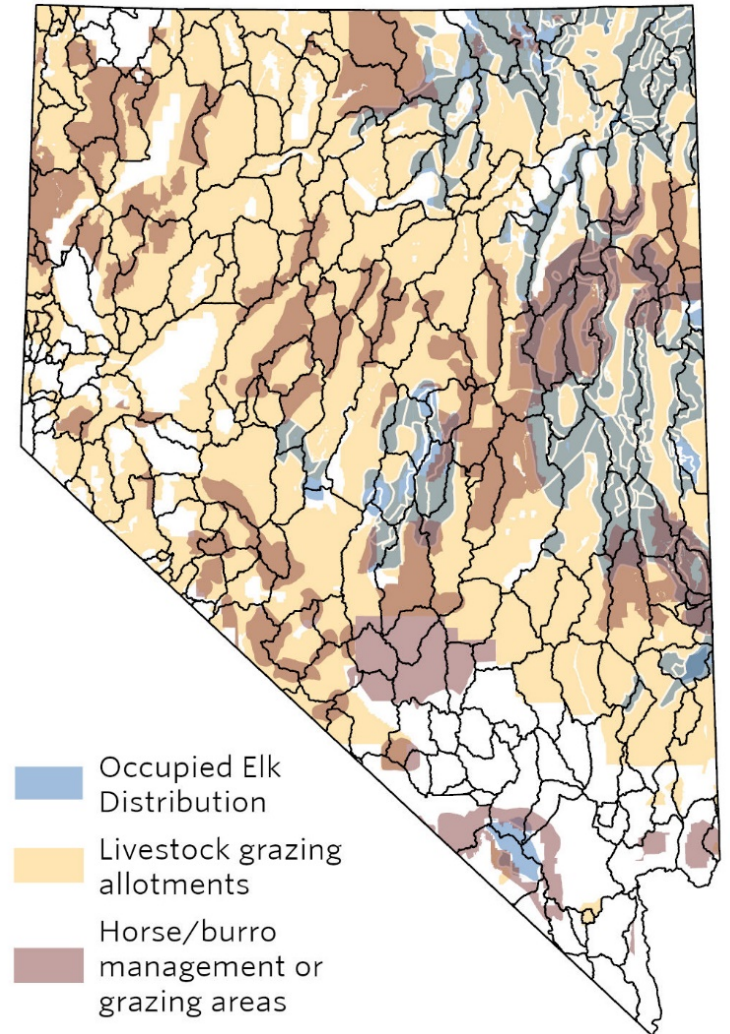 Occupied Elk
Distribution
Livestock grazing
allotments
Horse/burro
management or
grazing areas